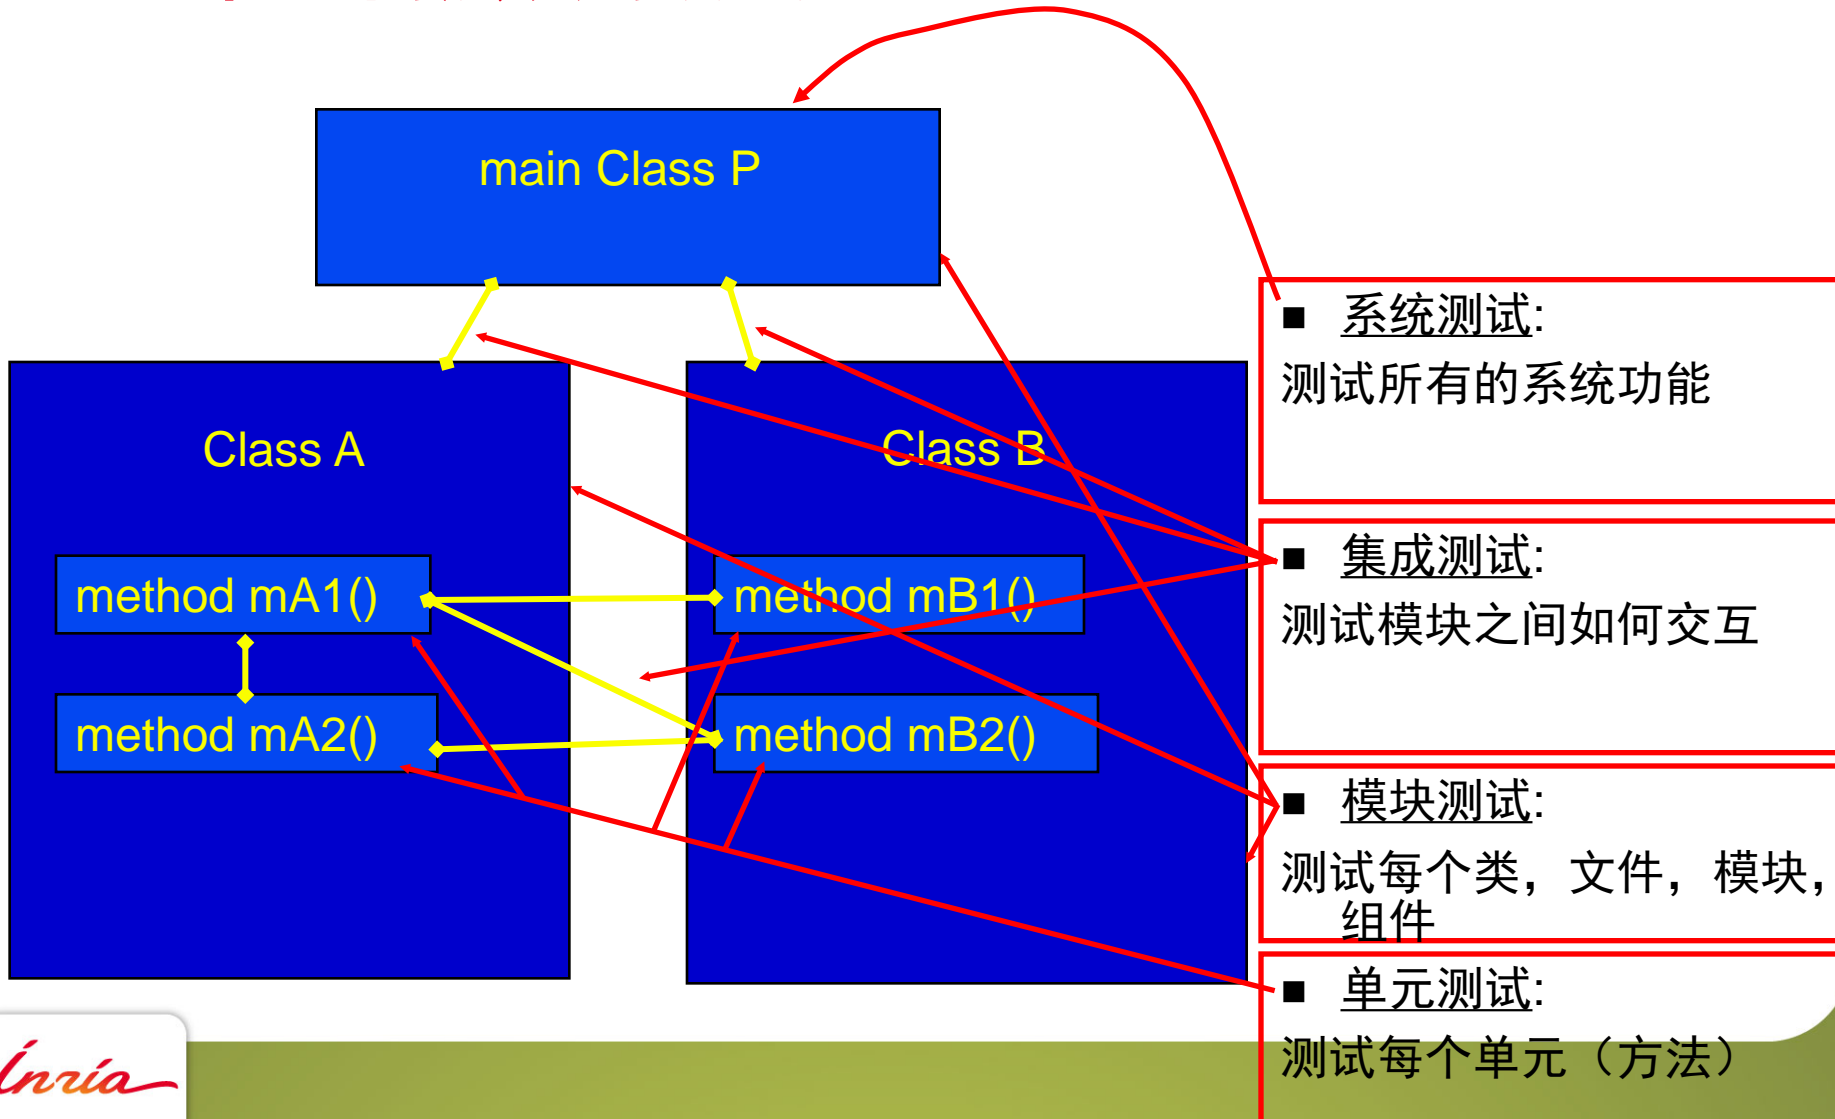 main Class P
Class A
Class B
method mA1()
method mB1()
method mA2()
method mB2()
■ 系统测试:
测试所有的系统功能
■ 集成测试:
测试模块之间如何交互
■ 模块测试:
测试每个类，文件，模块，
组件
■ 单元测试:
测试每个单元（方法）
Inría